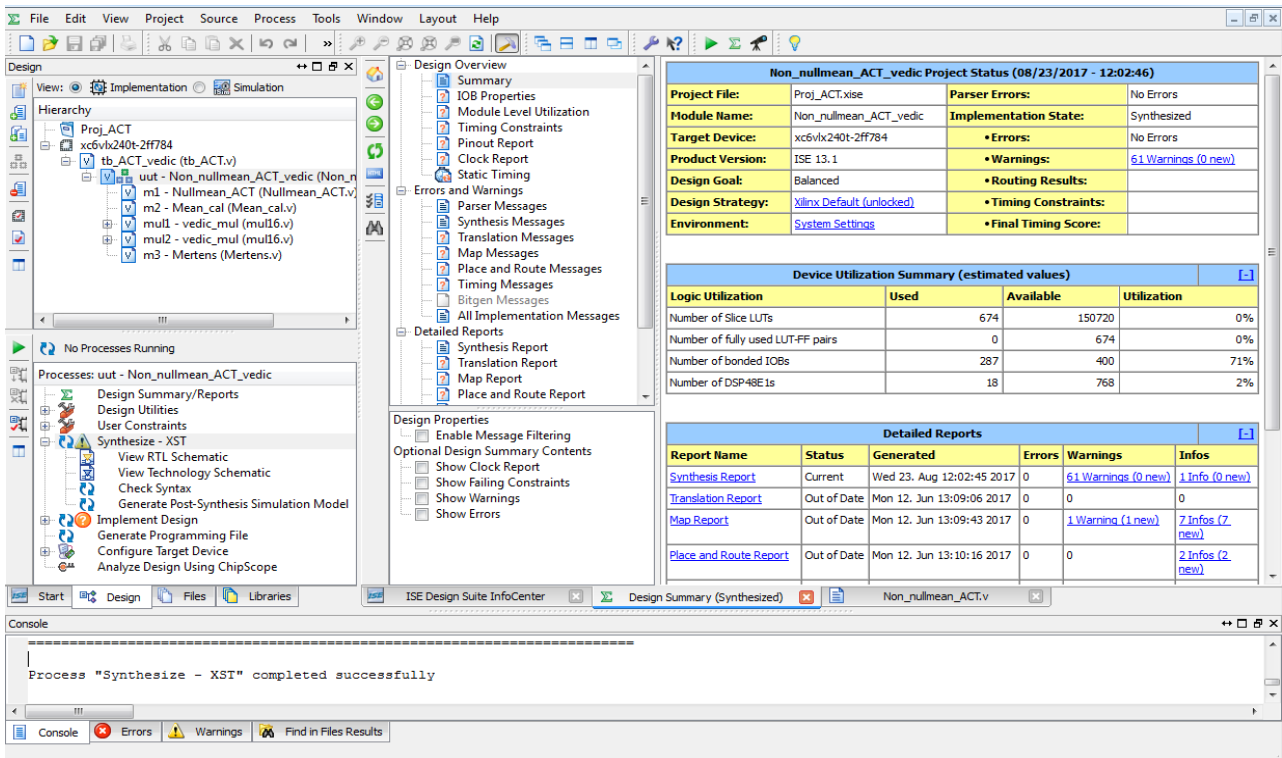 File Edit View Project Source Process Tools Window Layout Help
Design
View: Implementation Simulation
Hierarchy
Proj_ACT
xc6vlx240t-2ff784
tb_ACT_vedic (tb_ACT.v)
uut - Non_nullmean_ACT_vedic (Non_n
m1 - Nullmean_ACT (Nullmean_ACT.v)
m2 - Mean_cal (Mean_cal.v)
mul1 - vedic_mul (mul16.v)
mul2 - vedic_mul (mul16.v)
m3 - Mertens (Mertens.v)
No Processes Running
Processes: uut - Non_nullmean_ACT_vedic
Design Summary/Reports
Design Utilities
User Constraints
Synthesize - XST
View RTL Schematic
View Technology Schematic
Check Syntax
Generate Post-Synthesis Simulation Model
Implement Design
Generate Programming File
Configure Target Device
Analyze Design Using ChipScope
Start Design Files Libraries
Design Overview
Summary
IOB Properties
Module Level Utilization
Timing Constraints
Pinout Report
Clock Report
Static Timing
Errors and Warnings
Parser Messages
Synthesis Messages
Translation Messages
Map Messages
Place and Route Messages
Timing Messages
Bitgen Messages
All Implementation Messages
Detailed Reports
Synthesis Report
Translation Report
Map Report
Place and Route Report
Design Properties
Enable Message Filtering
Optional Design Summary Contents
Show Clock Report
Show Failing Constraints
Show Warnings
Show Errors
Non_nullmean_ACT_vedic Project Status (08/23/2017 - 12:02:46)
Project File: Proj_ACT.xise Parser Errors: No Errors
Module Name: Non_nullmean_ACT_vedic Implementation State: Synthesized
Target Device: xc6vlx240t-2ff784 •Errors: No Errors
Product Version: ISE 13.1 •Warnings: 61 Warnings (0 new)
Design Goal: Balanced •Routing Results:
Design Strategy: Xilinx Default (unlocked) •Timing Constraints:
Environment: System Settings •Final Timing Score:
Device Utilization Summary (estimated values) [-]
Logic Utilization Used Available Utilization
Number of Slice LUTs 674 150720 0%
Number of fully used LUT-FF pairs 0 674 0%
Number of bonded IOBs 287 400 71%
Number of DSP48E1s 18 768 2%
Detailed Reports [-]
Report Name Status Generated Errors Warnings Infos
Synthesis Report Current Wed 23. Aug 12:02:45 2017 0 61 Warnings (0 new) 1 Info (0 new)
Translation Report Out of Date Mon 12. Jun 13:09:06 2017 0 0 0
Map Report Out of Date Mon 12. Jun 13:09:43 2017 0 1 Warning (1 new) 7 Infos (7 new)
Place and Route Report Out of Date Mon 12. Jun 13:10:16 2017 0 0 2 Infos (2 new)
ISE Design Suite InfoCenter Design Summary (Synthesized) Non_nullmean_ACT.v
Console
=========================================================================
Process "Synthesize - XST" completed successfully
Console Errors Warnings Find in Files Results